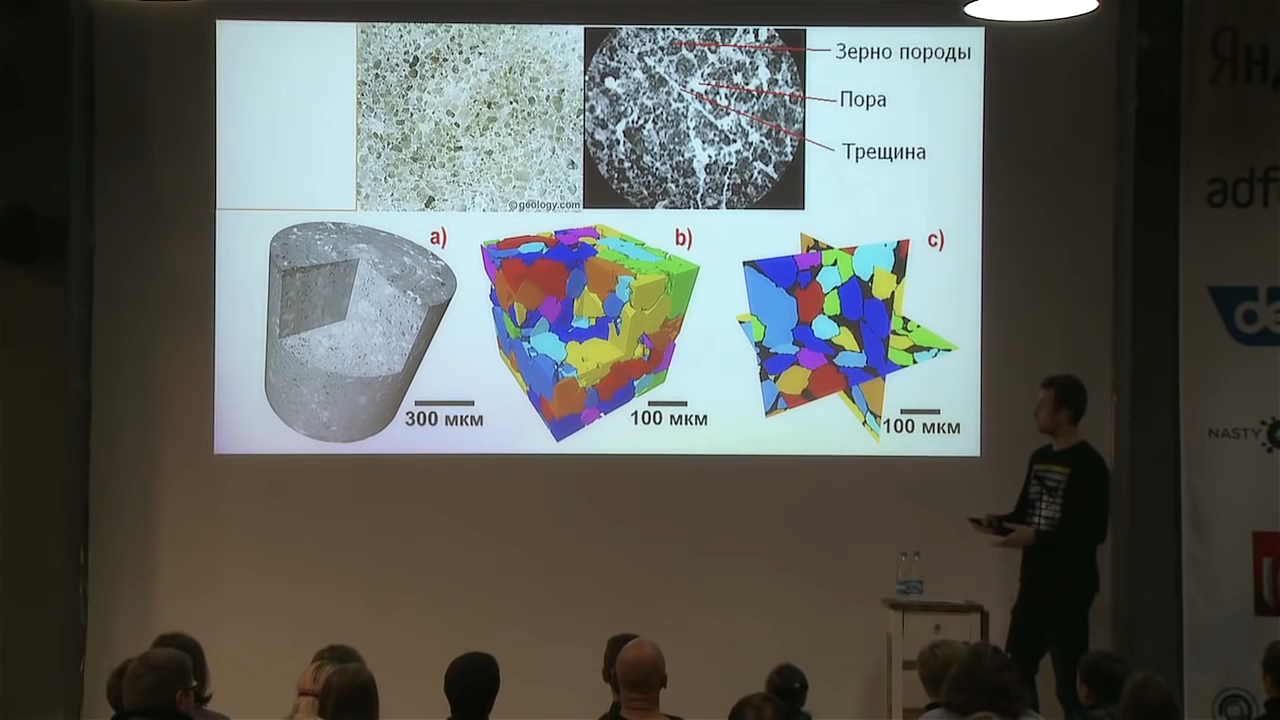 Зерно породы
Пора
Трещина
©geology.com
a)
b)
c)
300 мкм
100 мкм
100 мкм
NASTY